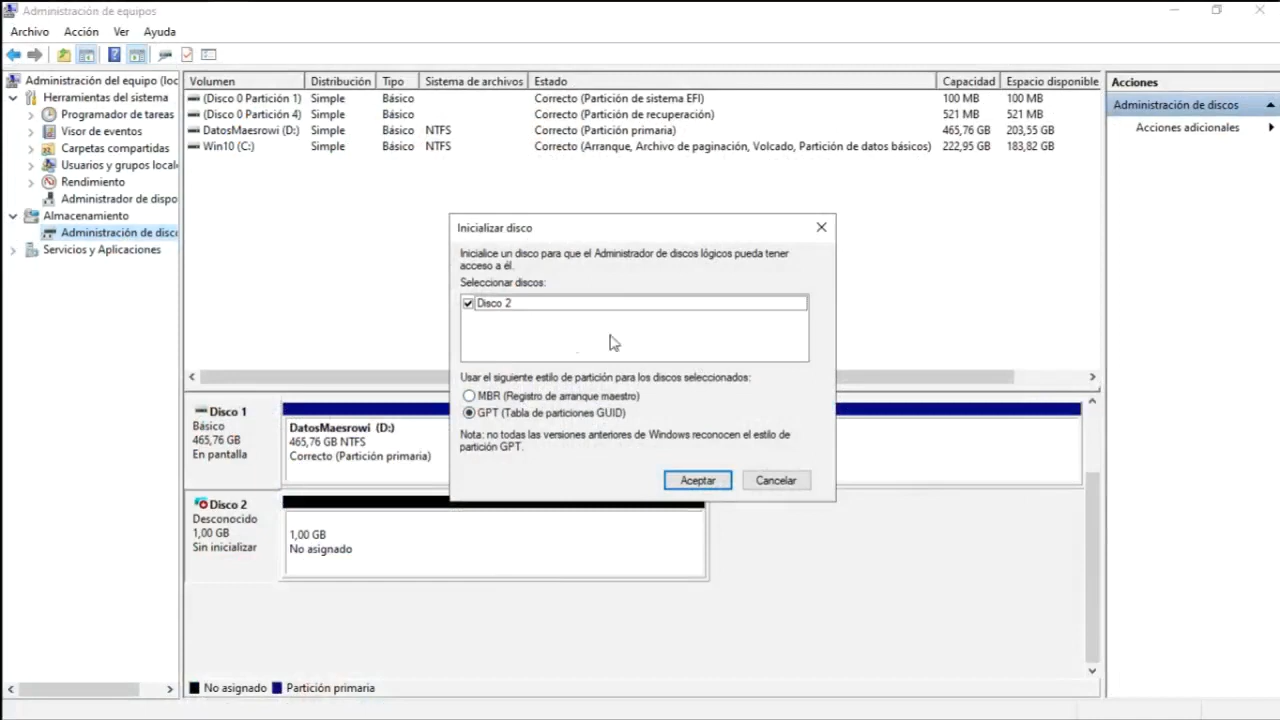 Administración de equipos
Archivo Acción Ver Ayuda
Administración del equipo (loc
Herramientas del sistema
Programador de tareas
Visor de eventos
Carpetas compartidas
Usuarios y grupos locale
Rendimiento
Administrador de dispo
Almacenamiento
Administración de disco
Servicios y Aplicaciones
Volumen Distribución Tipo Sistema de archivos Estado Capacidad Espacio disponible
(Disco 0 Partición 1) Simple Básico Correcto (Partición de sistema EFI) 100 MB 100 MB
(Disco 0 Partición 4) Simple Básico Correcto (Partición de recuperación) 521 MB 521 MB
DatosMaesrowi (D:) Simple Básico NTFS Correcto (Partición primaria) 465,76 GB 203,55 GB
Win10 (C:) Simple Básico NTFS Correcto (Arranque, Archivo de paginación, Volcado, Partición de datos básicos) 222,95 GB 183,82 GB
Inicializar disco
Inicialice un disco para que el Administrador de discos lógicos pueda tener
acceso a él.
Seleccionar discos:
Disco 2
Usar el siguiente estilo de partición para los discos seleccionados:
MBR (Registro de arranque maestro)
GPT (Tabla de particiones GUID)
Nota: no todas las versiones anteriores de Windows reconocen el estilo de
partición GPT.
Aceptar Cancelar
Disco 1
Básico
465,76 GB
En pantalla
DatosMaesrowi (D:)
465,76 GB NTFS
Correcto (Partición primaria)
Disco 2
Desconocido
1,00 GB
Sin inicializar
1,00 GB
No asignado
No asignado Partición primaria
Acciones
Administración de discos
Acciones adicionales